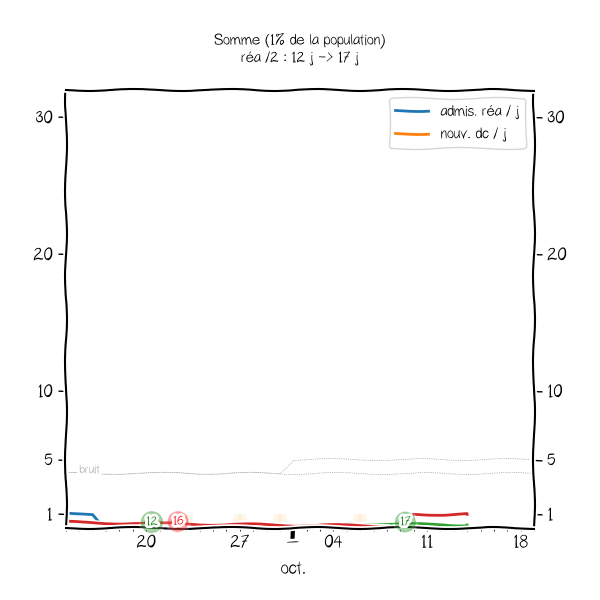 Somme (1% de la population)
réa /2 : 12 j -> 17 j
30 30
admis. réa / j
nouv. dc / j
20 20
10 10
5 5
bruit
1 1
12 16 17
20 27 1 04 11 18
oct.